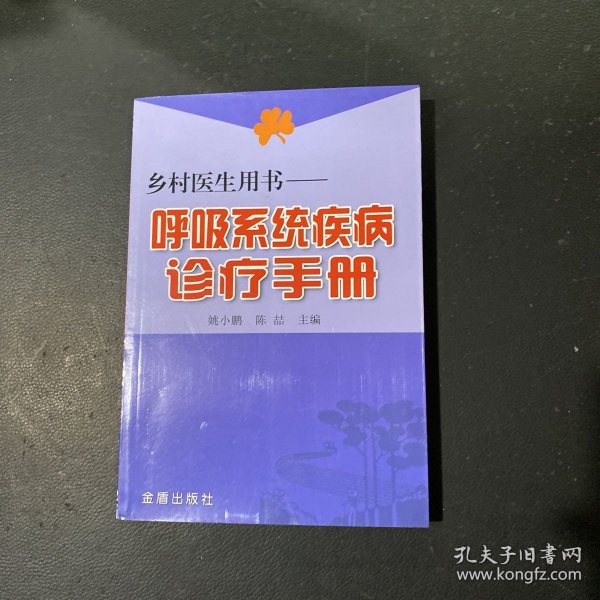 乡村医生用书——
呼吸系统疾病
诊疗手册
姚小鹏 陈喆 主编
金盾出版社
孔夫子旧书网
www.kongfz.com